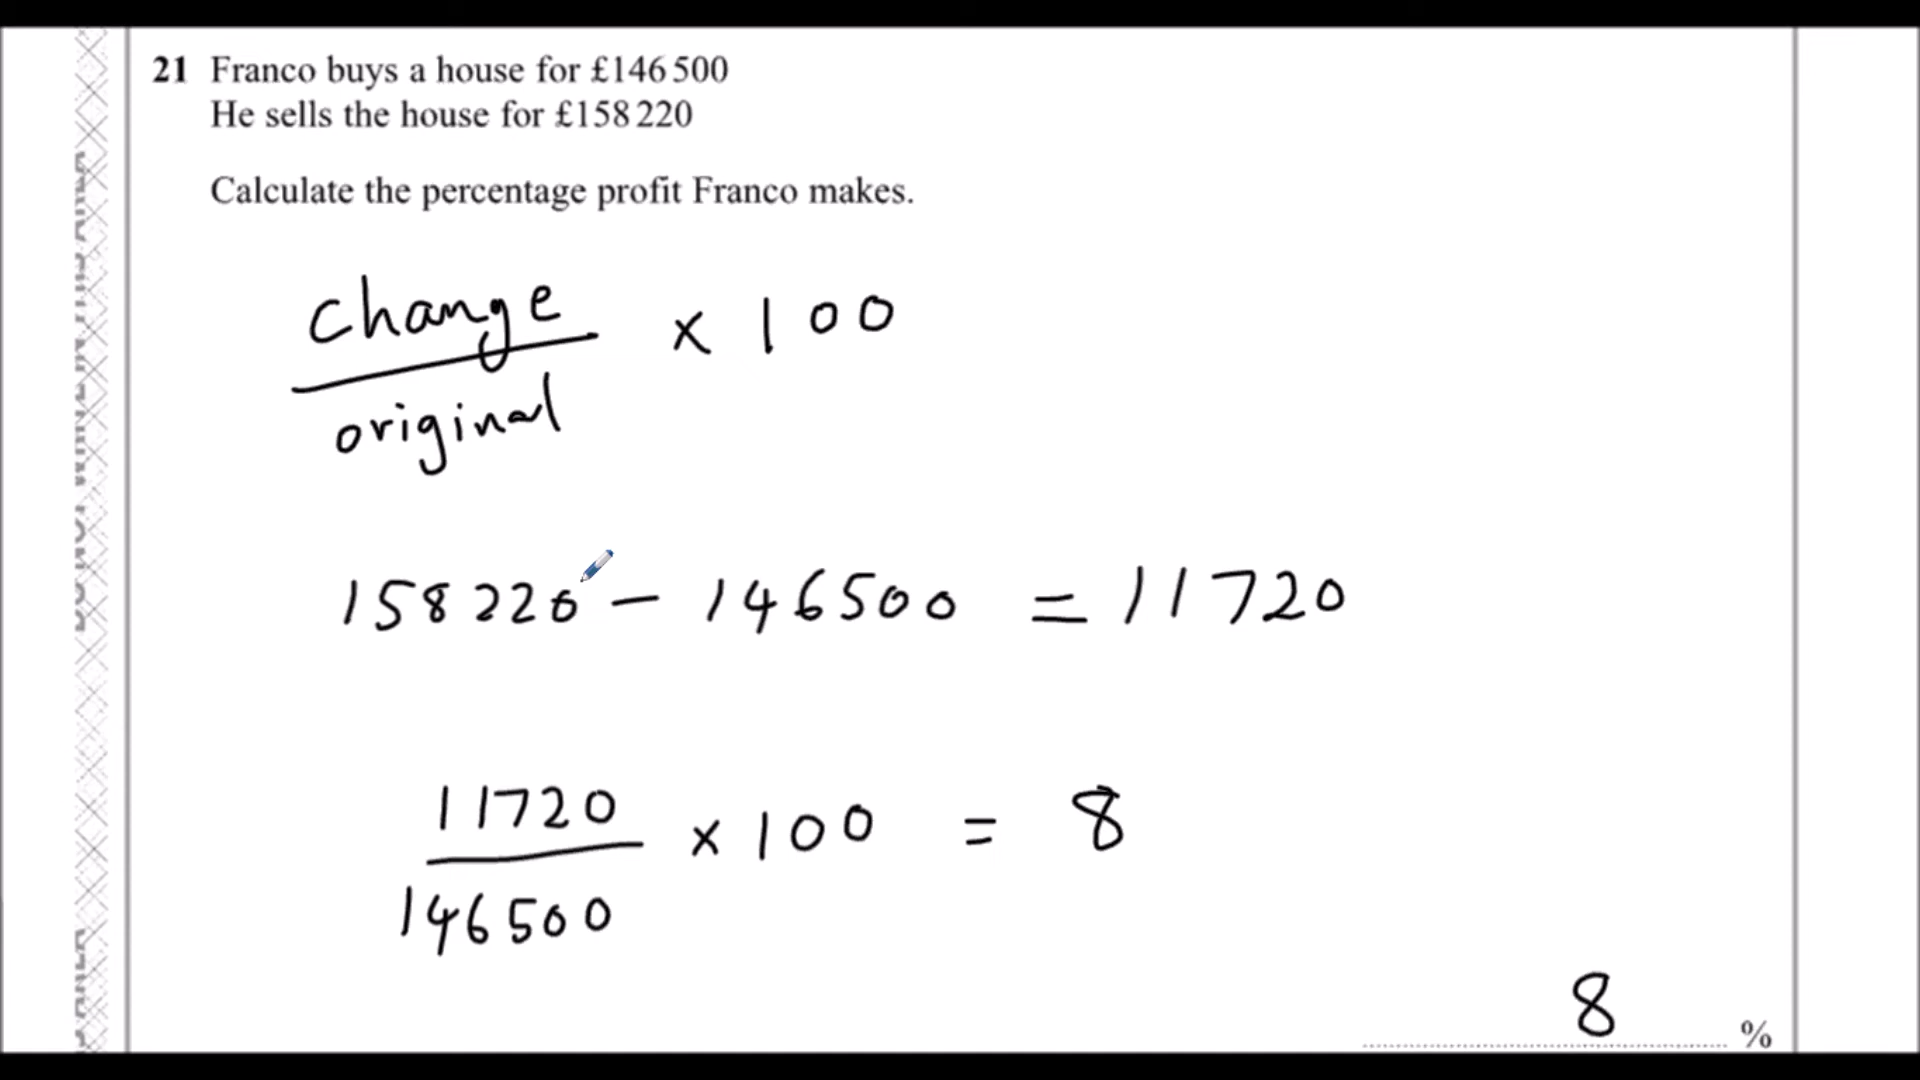 21 Franco buys a house for £146 500
He sells the house for £158 220
Calculate the percentage profit Franco makes.
change
× 100
original
158220 – 146500 = 11720
11720
× 100 = 8
146500
8
%